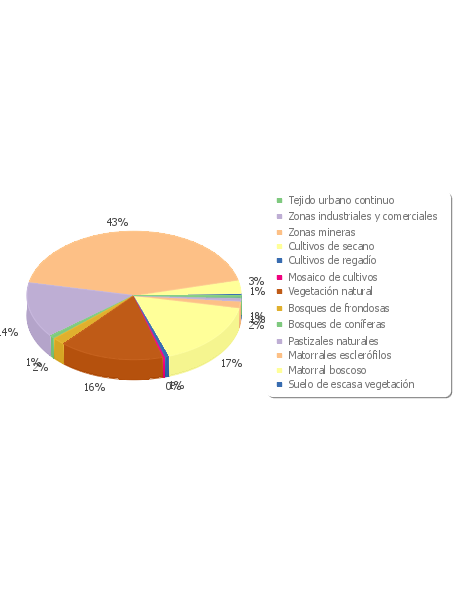 43%
3%
1%
2%
17%
1%
0%
16%
2%
1%
14%
Tejido urbano continuo
Zonas industriales y comerciales
Zonas mineras
Cultivos de secano
Cultivos de regadío
Mosaico de cultivos
Vegetación natural
Bosques de frondosas
Bosques de coníferas
Pastizales naturales
Matorrales esclerófilos
Matorral boscoso
Suelo de escasa vegetación